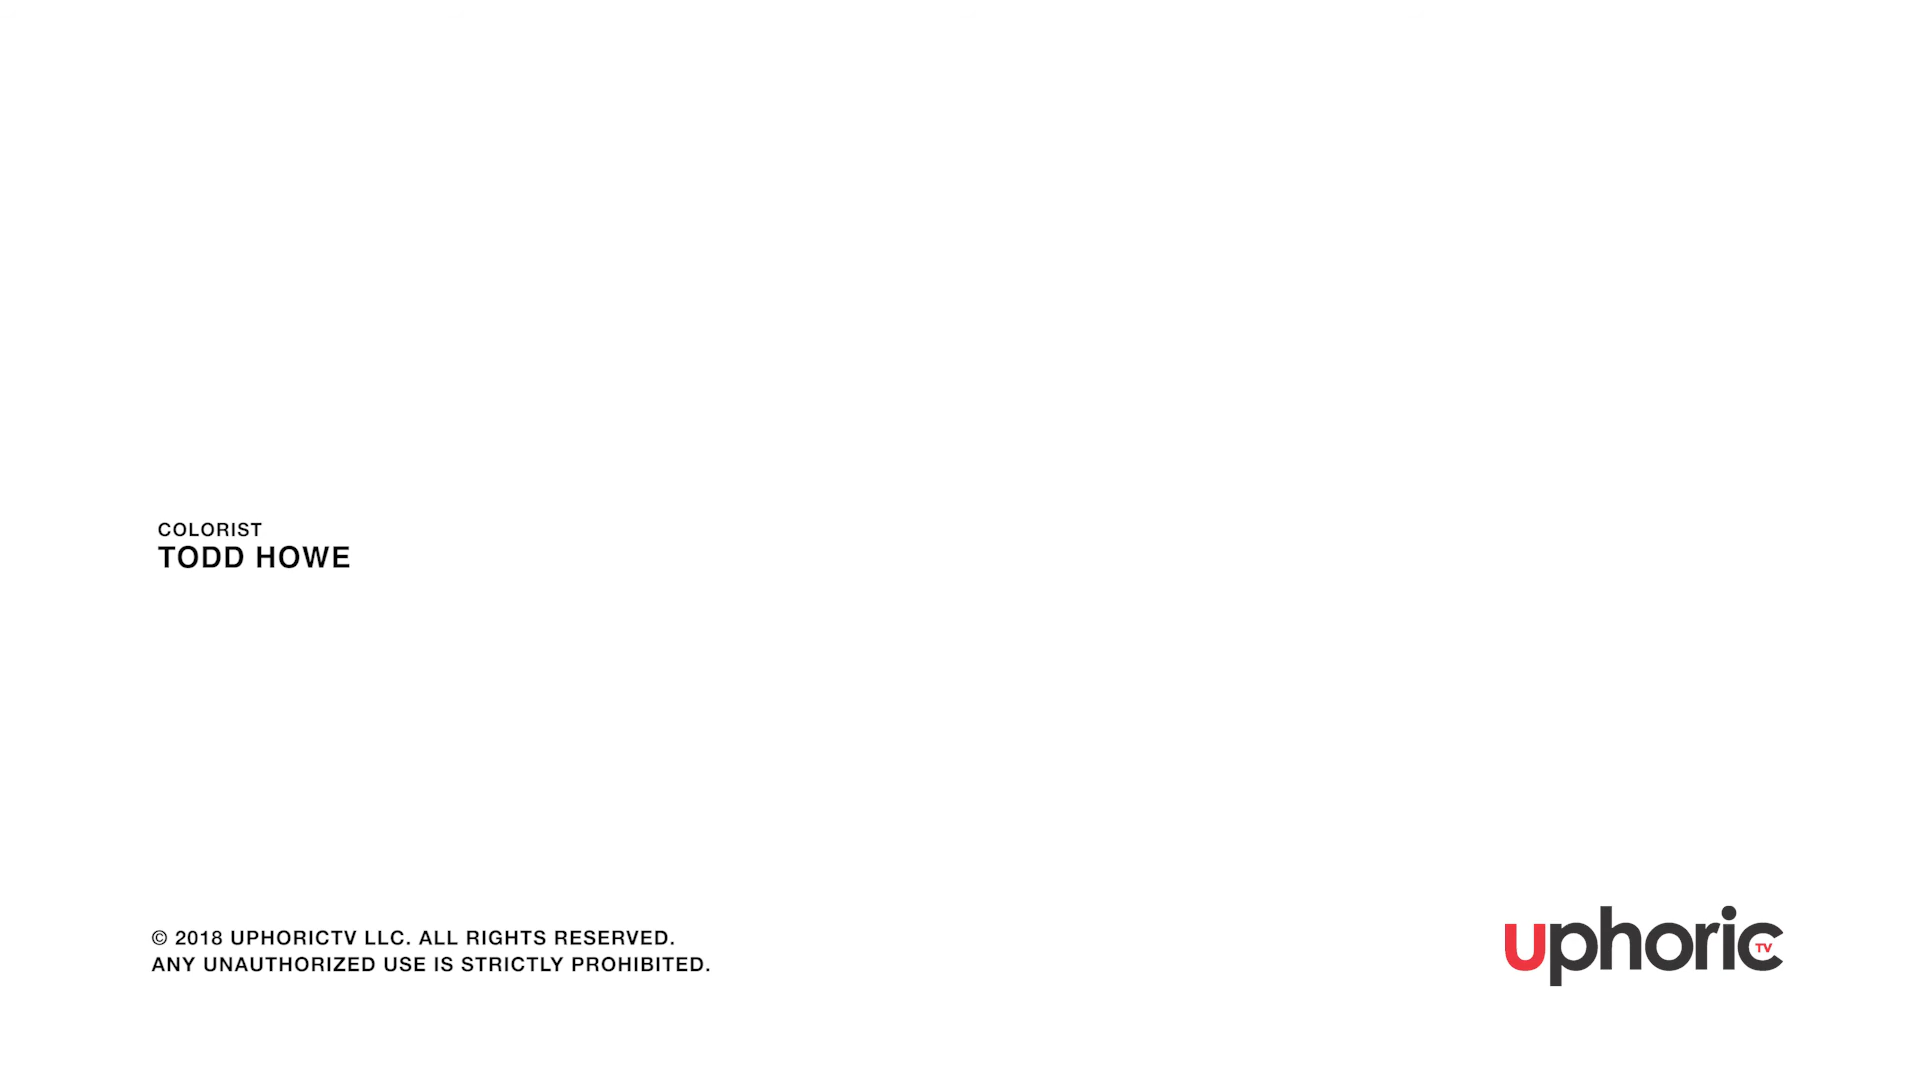 COLORIST
TODD HOWE
© 2018 UPHORICTV LLC. ALL RIGHTS RESERVED.
ANY UNAUTHORIZED USE IS STRICTLY PROHIBITED.
uphoric TV